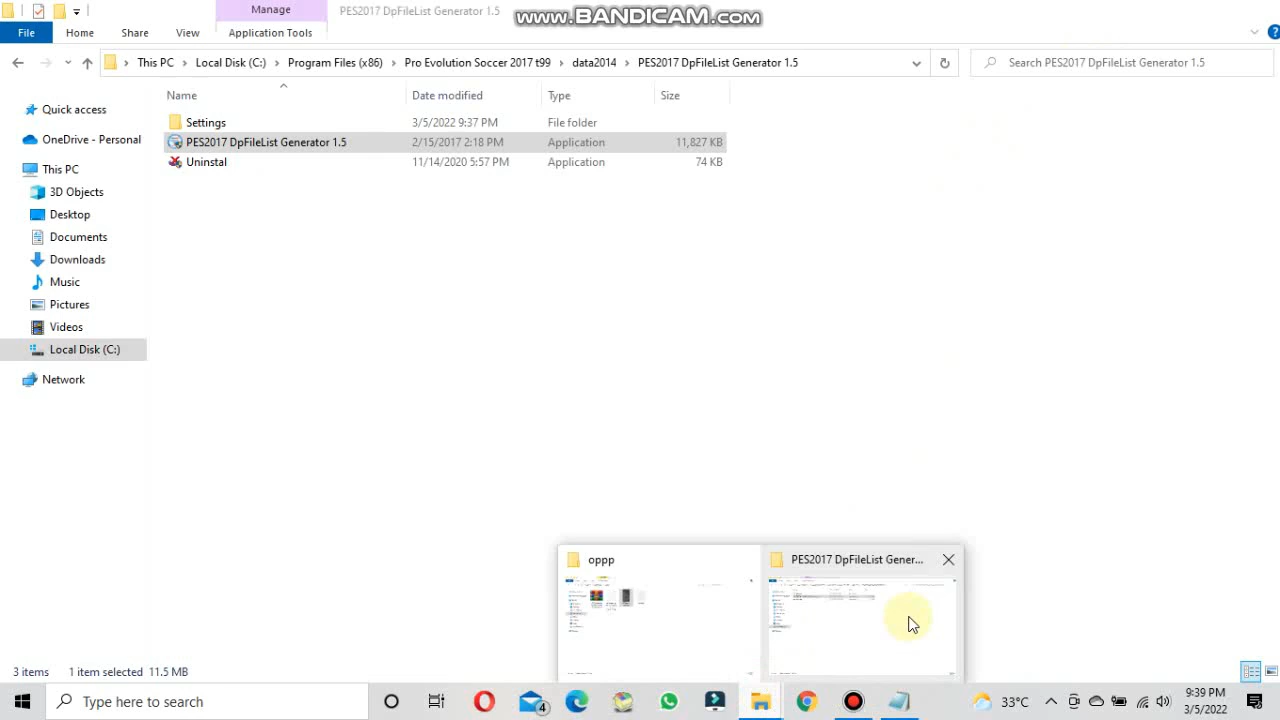 Manage
PES2017 DpFileList Generator 1.5
www.BANDICAM.com
File
Home
Share
View
Application Tools
This PC
Local Disk (C:)
Program Files (x86)
Pro Evolution Soccer 2017 t99
data2014
PES2017 DpFileList Generator 1.5
Search PES2017 DpFileList Generator 1.5
Name
Date modified
Type
Size
Settings
3/5/2022 9:37 PM
File folder
PES2017 DpFileList Generator 1.5
2/15/2017 2:18 PM
Application
11,827 KB
Uninstal
11/14/2020 5:57 PM
Application
74 KB
Quick access
OneDrive - Personal
This PC
3D Objects
Desktop
Documents
Downloads
Music
Pictures
Videos
Local Disk (C:)
Network
oppp
PES2017 DpFileList Gener...
3 items
1 item selected
11.5 MB
Type here to search
4
33°C
:39 PM
3/5/2022